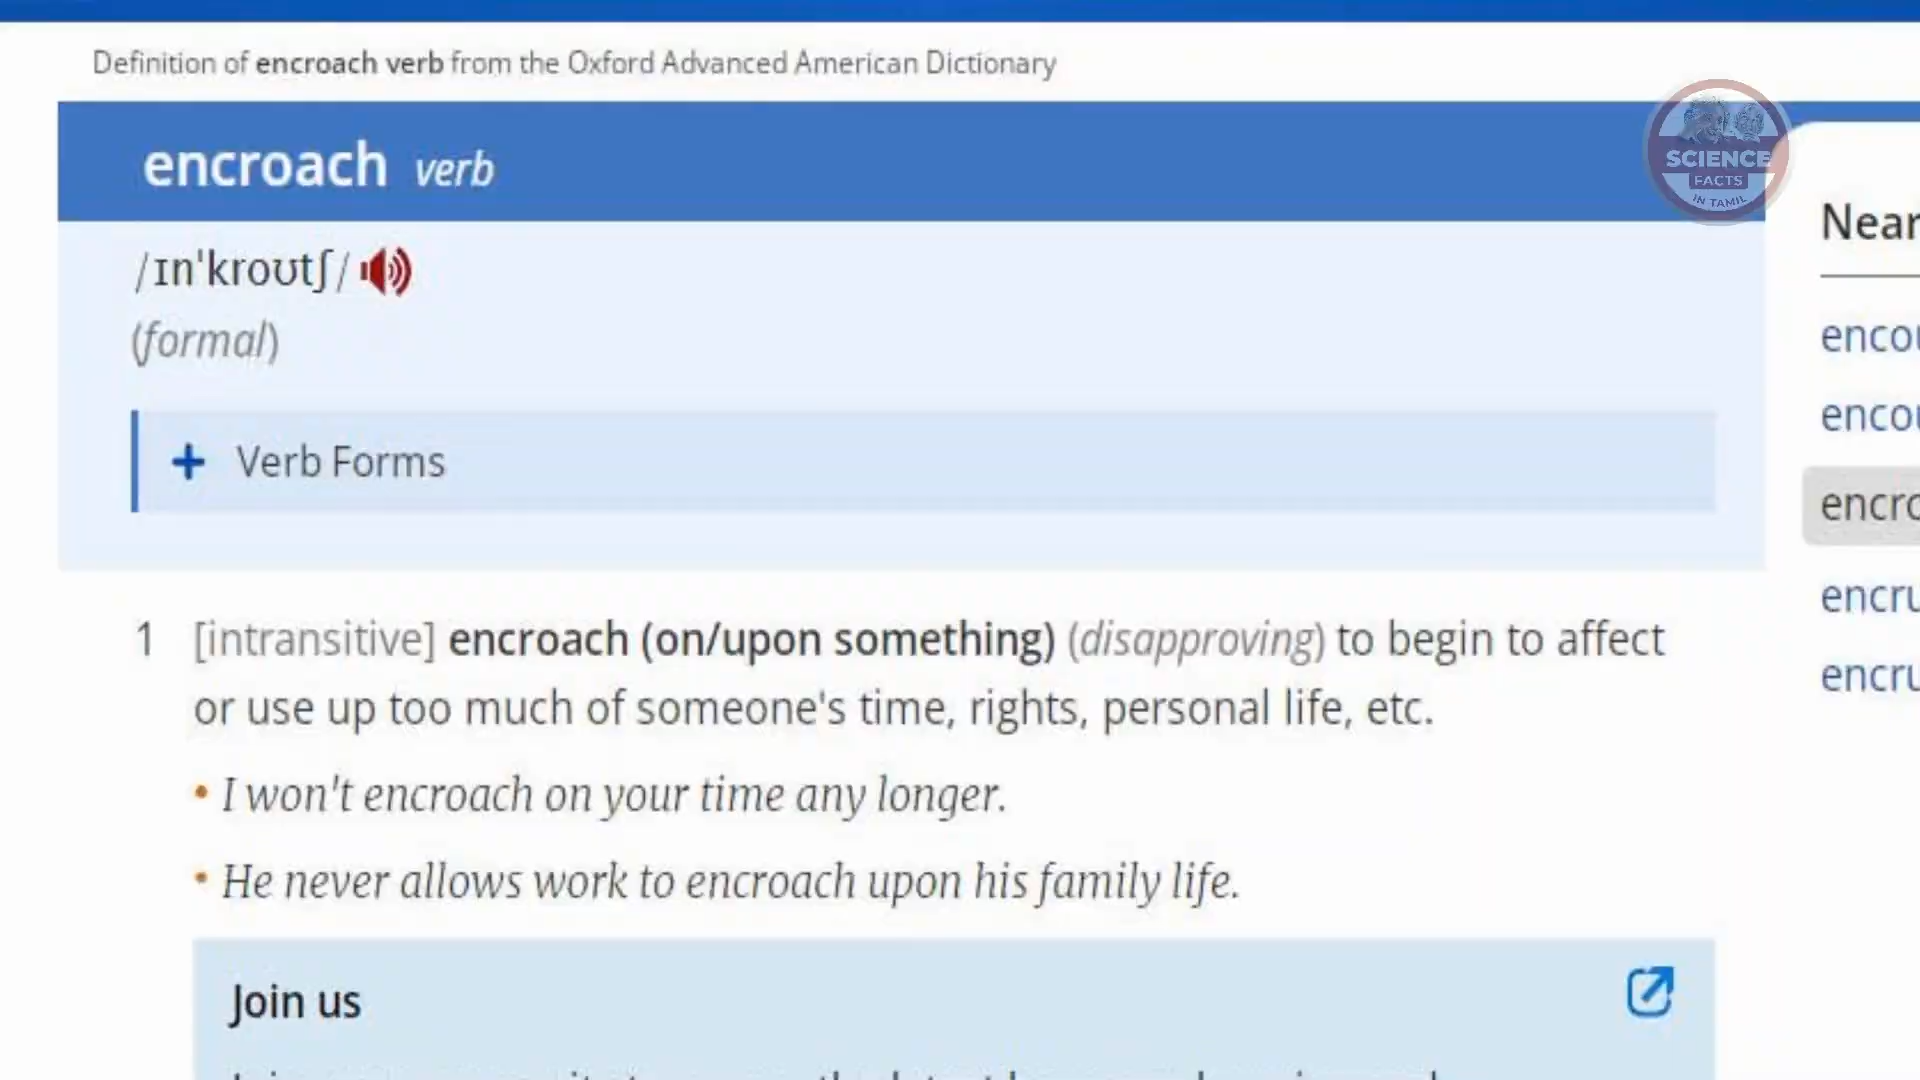 Definition of encroach verb from the Oxford Advanced American Dictionary
encroach verb
SCIENCE
FACTS
IN TAMIL
/ɪnˈkroʊtʃ/
(formal)
+ Verb Forms
1 [intransitive] encroach (on/upon something) (disapproving) to begin to affect
or use up too much of someone's time, rights, personal life, etc.
• I won't encroach on your time any longer.
• He never allows work to encroach upon his family life.
Join us